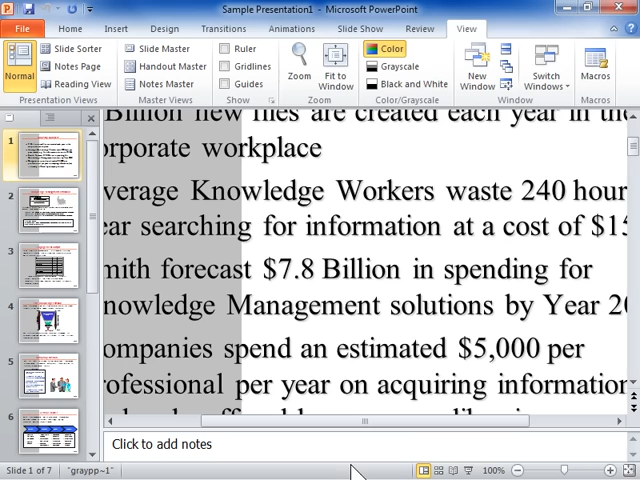 Sample Presentation1 - Microsoft PowerPoint
File Home Insert Design Transitions Animations Slide Show Review View
Normal
Slide Sorter
Notes Page
Reading View
Presentation Views
Slide Master
Handout Master
Notes Master
Master Views
Ruler
Gridlines
Guides
Show
Zoom
Fit to Window
Zoom
Color
Grayscale
Black and White
Color/Grayscale
New Window
Switch Windows
Window
Macros
Macros
1
2
3
4
5
6
Billion new files are created each year in the
orporate workplace
verage Knowledge Workers waste 240 hour
ear searching for information at a cost of $15
mith forecast $7.8 Billion in spending for
nowledge Management solutions by Year 20
ompanies spend an estimated $5,000 per
rofessional per year on acquiring information
Click to add notes
Slide 1 of 7 "graypp~1" 100%